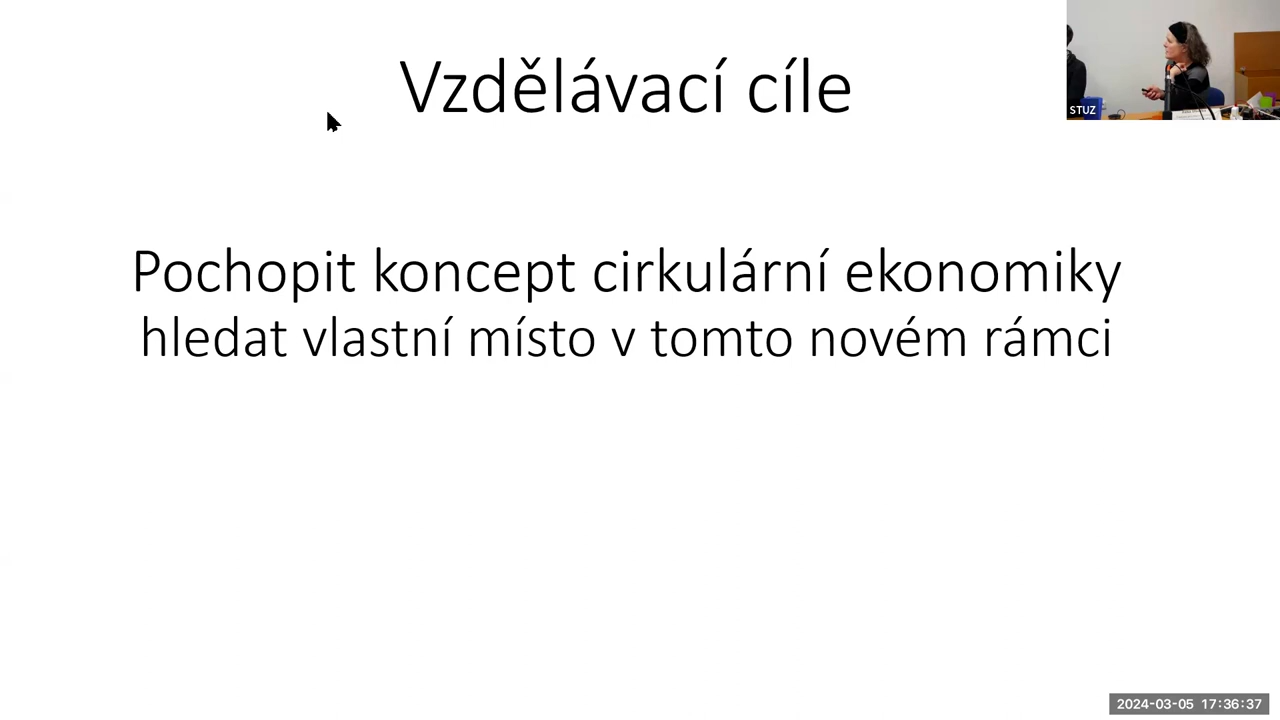 Vzdělávací cíle
STUZ
Pochopit koncept cirkulární ekonomiky
hledat vlastní místo v tomto novém rámci
2024-03-05 17:36:37